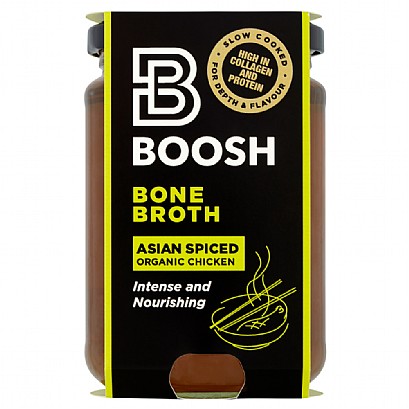 B
SLOW COOKED
HIGH IN
COLLAGEN
AND
PROTEIN
FOR DEPTH & FLAVOUR
BOOSH
BONE
BROTH
ASIAN SPICED
ORGANIC CHICKEN
Intense and
Nourishing